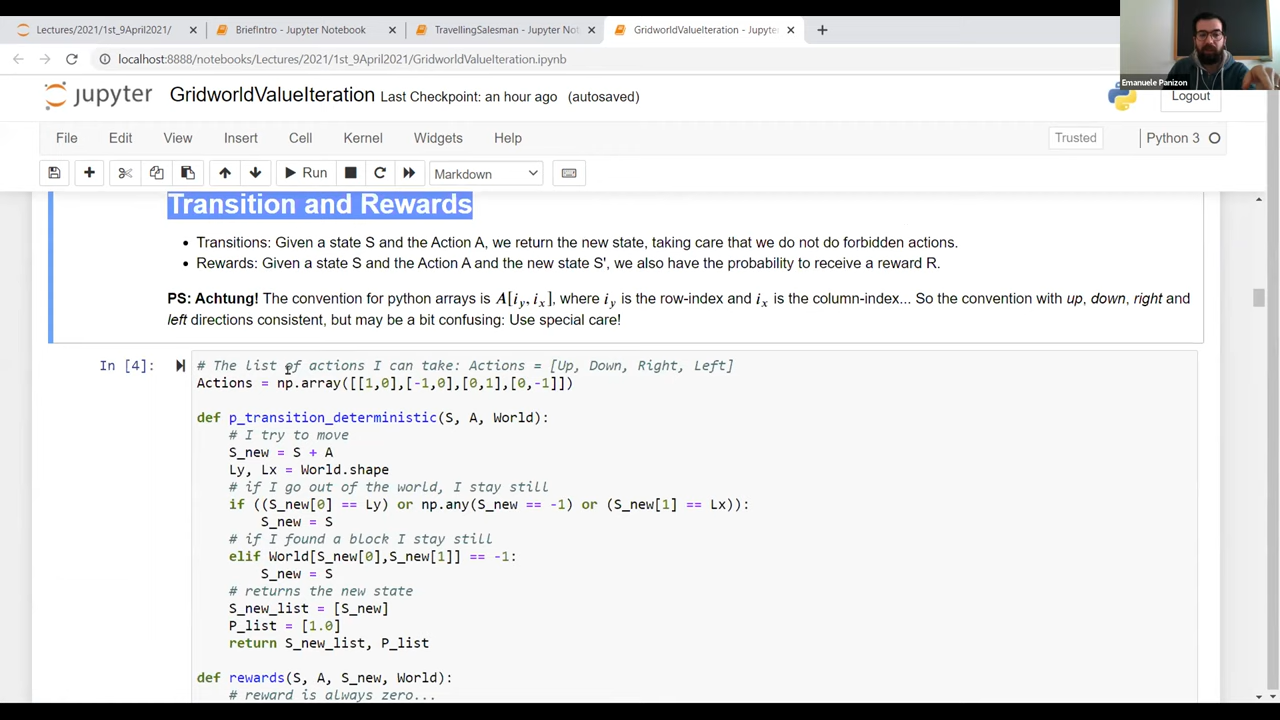 Lectures/2021/1st_9April2021/
BriefIntro - Jupyter Notebook
TravellingSalesman - Jupyter No
GridworldValueIteration - Jupyte
localhost:8888/notebooks/Lectures/2021/1st_9April2021/GridworldValueIteration.ipynb
Emanuele Panizon
jupyter GridworldValueIteration Last Checkpoint: an hour ago (autosaved)
Logout
File Edit View Insert Cell Kernel Widgets Help
Trusted
Python 3
Run
Markdown
Transition and Rewards
• Transitions: Given a state S and the Action A, we return the new state, taking care that we do not do forbidden actions.
• Rewards: Given a state S and the Action A and the new state S', we also have the probability to receive a reward R.
PS: Achtung! The convention for python arrays is A[i_y, i_x], where i_y is the row-index and i_x is the column-index... So the convention with up, down, right and
left directions consistent, but may be a bit confusing: Use special care!
In [4]:
# The list of actions I can take: Actions = [Up, Down, Right, Left]
Actions = np.array([[1,0],[-1,0],[0,1],[0,-1]])
def p_transition_deterministic(S, A, World):
# I try to move
S_new = S + A
Ly, Lx = World.shape
# if I go out of the world, I stay still
if ((S_new[0] == Ly) or np.any(S_new == -1) or (S_new[1] == Lx)):
S_new = S
# if I found a block I stay still
elif World[S_new[0],S_new[1]] == -1:
S_new = S
# returns the new state
S_new_list = [S_new]
P_list = [1.0]
return S_new_list, P_list
def rewards(S, A, S_new, World):
# reward is always zero...